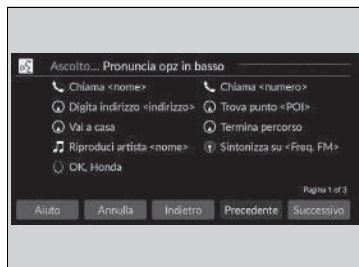 Ascolto... Pronuncia opz in basso
Chiama <nome> Chiama <numero>
Digita indirizzo <indirizzo> Trova punto <POI>
Vai a casa Termina percorso
Riproduci artista <nome> Sintonizza su <Freq. FM>
OK, Honda
Pagina 1 of 3
Aiuto Annulla Indietro Precedente Successivo